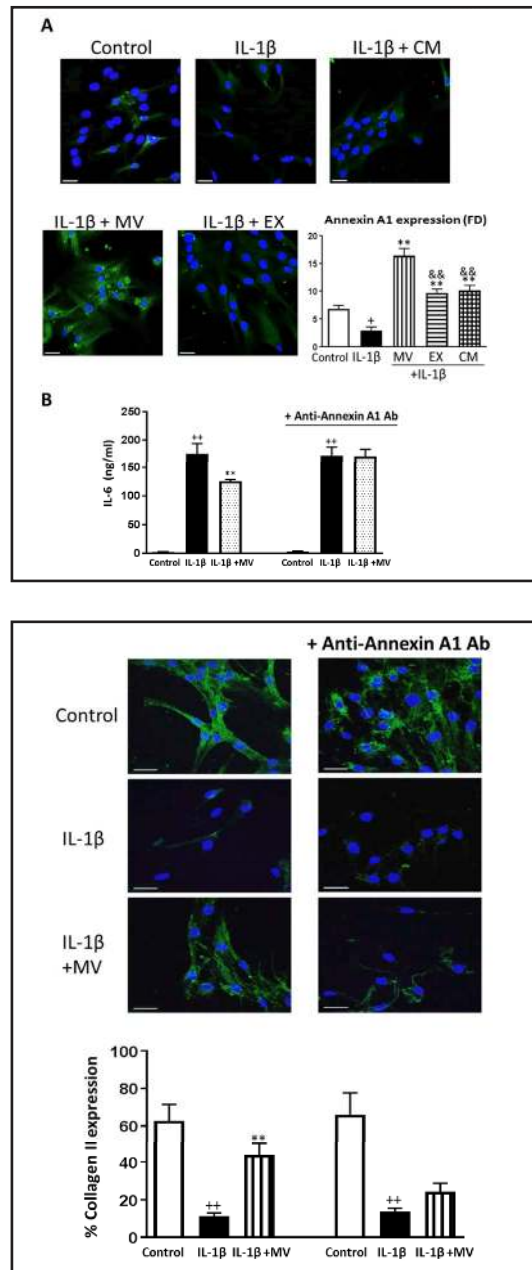 A
Control
IL-1β
IL-1β + CM
IL-1β + MV
IL-1β + EX
Annexin A1 expression (FD)
20
15
10
5
0
**
&&
**
&&
**
+
Control
IL-1β
MV
EX
CM
+IL-1β
B
+ Anti-Annexin A1 Ab
IL-6 (ng/ml)
250
200
150
100
50
0
++
**
++
Control
IL-1β
IL-1β +MV
Control
IL-1β
IL-1β +MV
+ Anti-Annexin A1 Ab
Control
IL-1β
IL-1β
+MV
% Collagen II expression
100
80
60
40
20
0
++
**
++
Control
IL-1β
IL-1β +MV
Control
IL-1β
IL-1β +MV